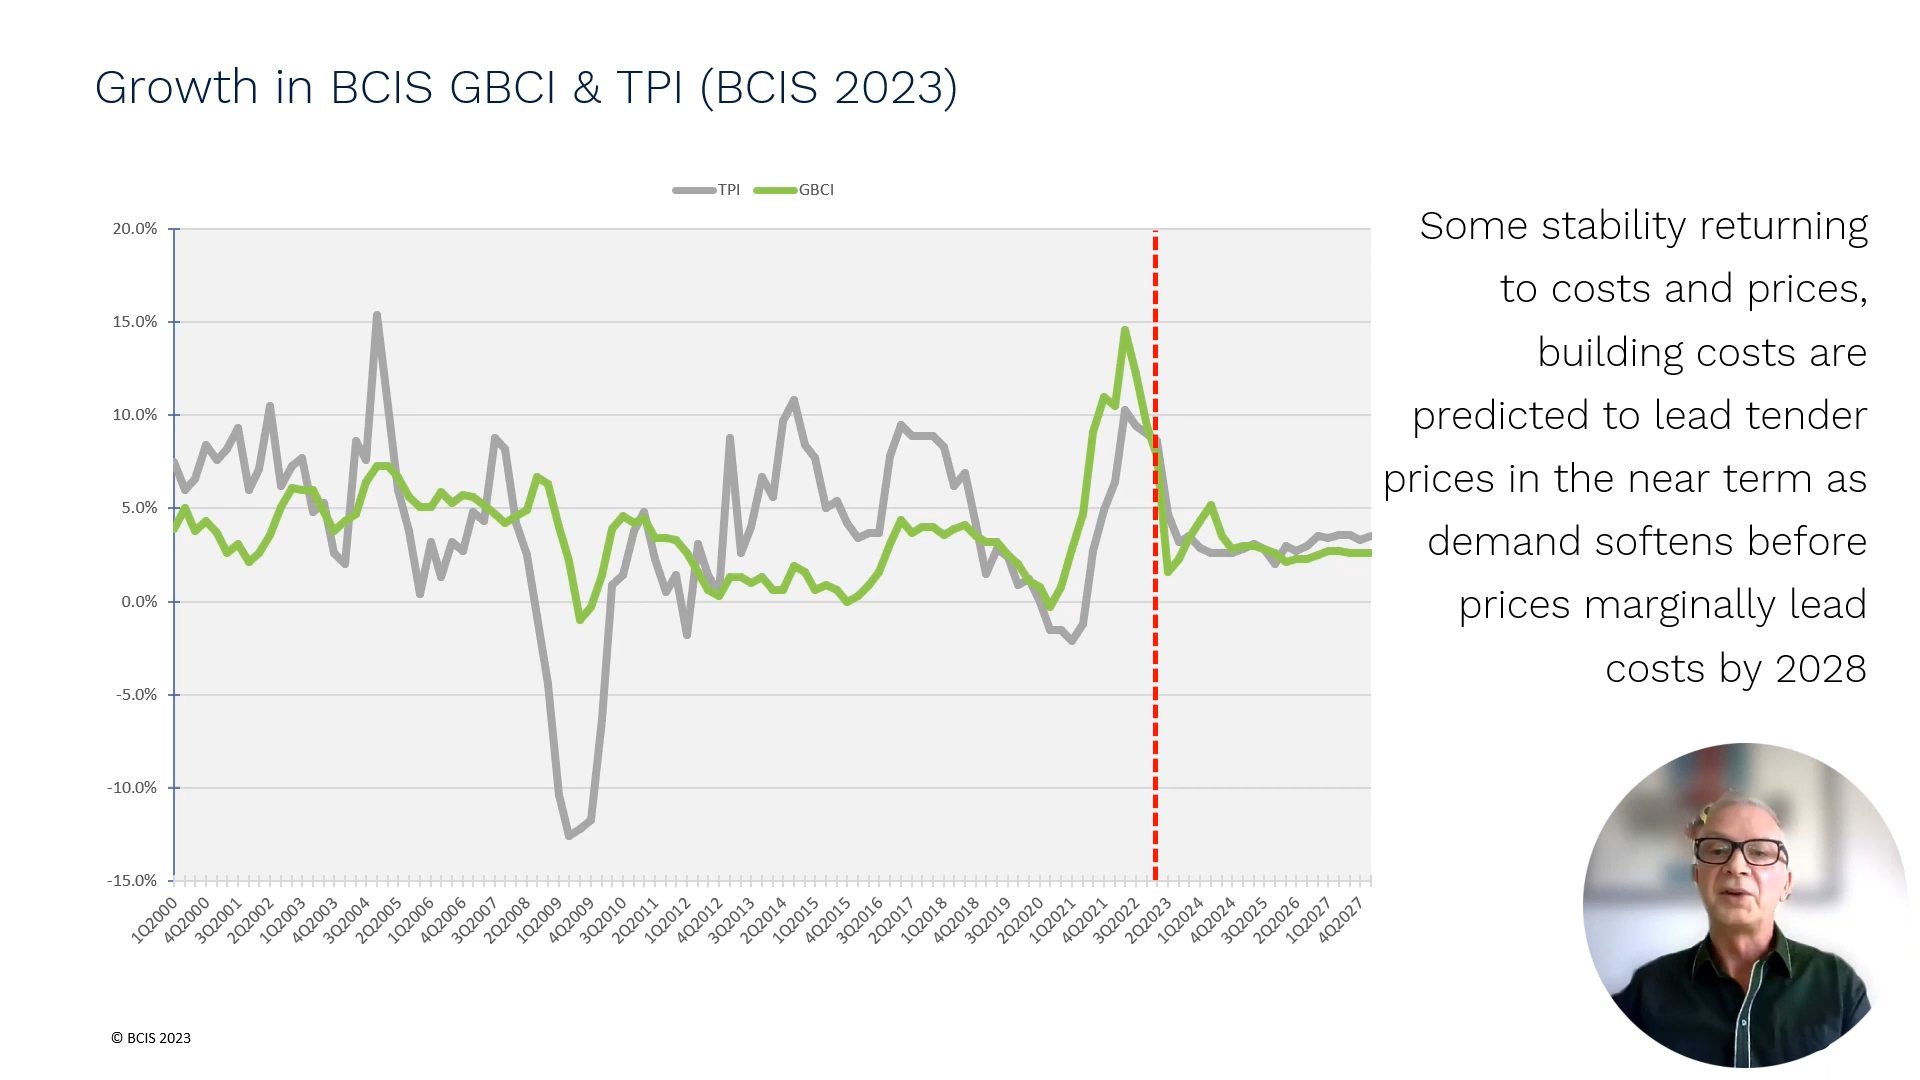 Growth in BCIS GBCI & TPI (BCIS 2023)
TPI GBCI
20.0%
15.0%
10.0%
5.0%
0.0%
-5.0%
-10.0%
-15.0%
1Q2000
4Q2000
3Q2001
2Q2002
1Q2003
4Q2003
3Q2004
2Q2005
1Q2006
4Q2006
3Q2007
2Q2008
1Q2009
4Q2009
3Q2010
2Q2011
1Q2012
4Q2012
3Q2013
2Q2014
1Q2015
4Q2015
3Q2016
2Q2017
1Q2018
4Q2018
3Q2019
2Q2020
1Q2021
4Q2021
3Q2022
2Q2023
1Q2024
4Q2024
3Q2025
2Q2026
1Q2027
4Q2027
Some stability returning
to costs and prices,
building costs are
predicted to lead tender
prices in the near term as
demand softens before
prices marginally lead
costs by 2028
© BCIS 2023